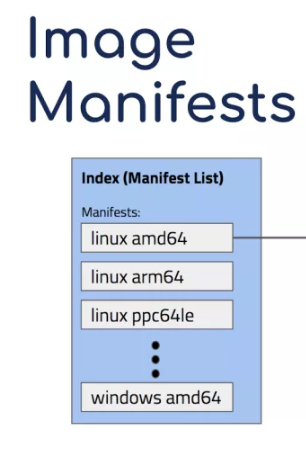 Image
Manifests
Index (Manifest List)
Manifests:
linux amd64
linux arm64
linux ppc64le
windows amd64